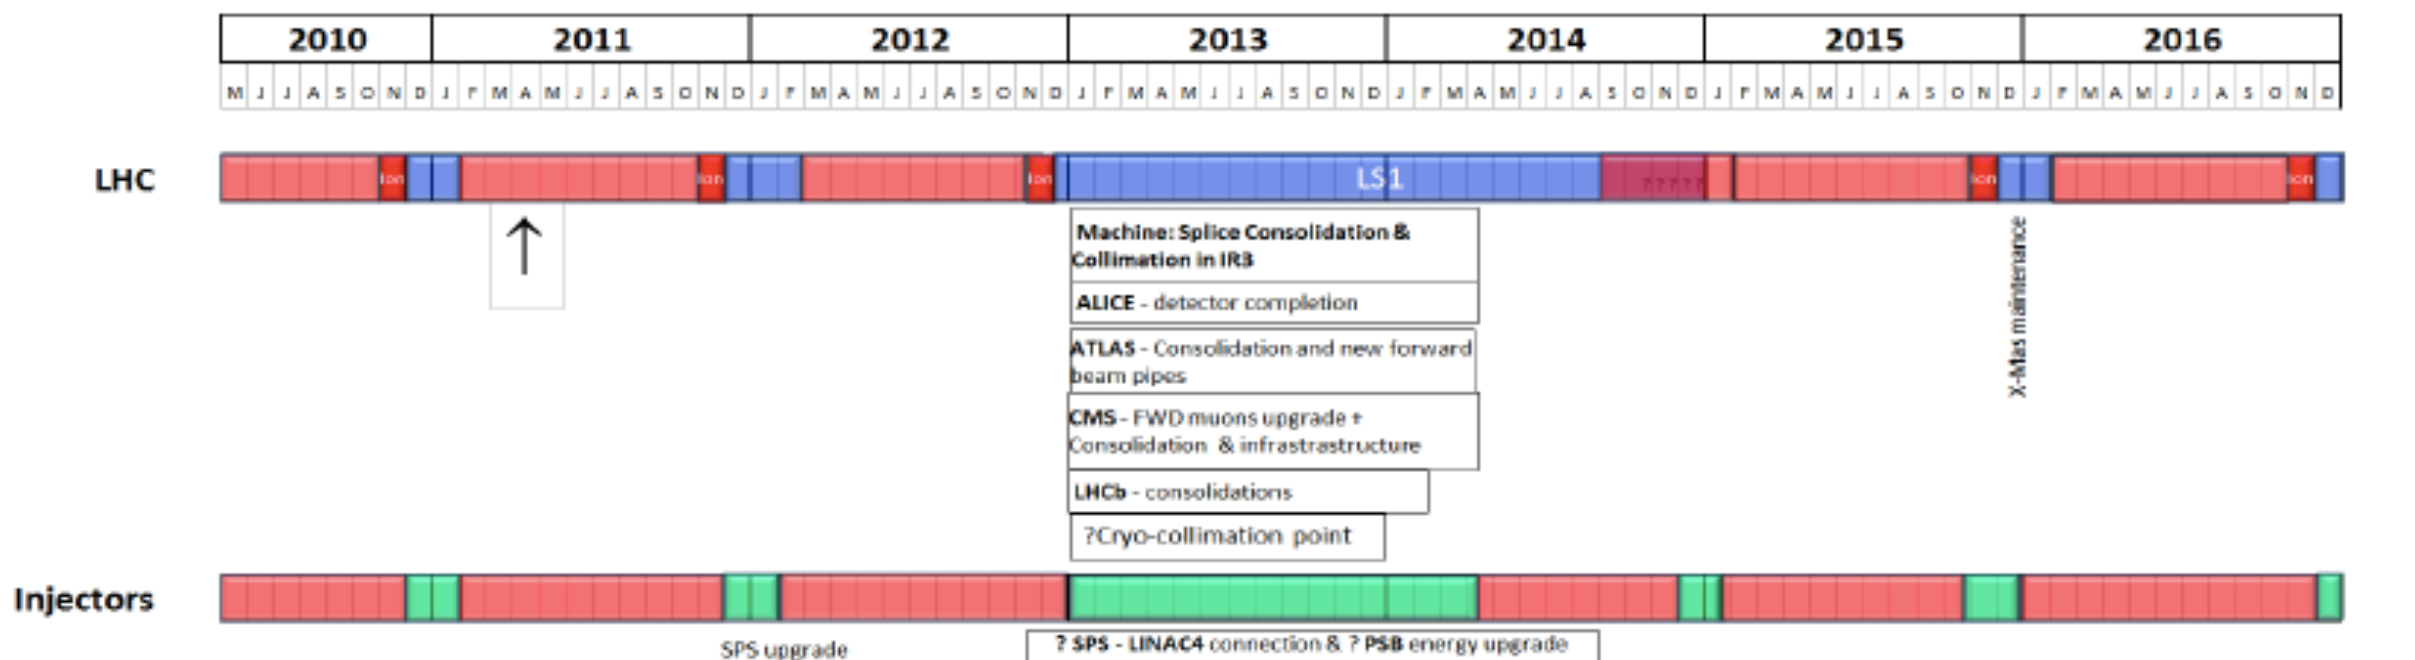 2010 2011 2012 2013 2014 2015 2016
M J J A S O N D J F M A M J J A S O N D J F M A M J J A S O N D J F M A M J J A S O N D J F M A M J J A S O N D J F M A M J J A S O N D J F M A M J J A S O N D
LHC
Ion Ion Ion LS1 ????? Ion Ion
Machine: Splice Consolidation &
Collimation in IR3
ALICE - detector completion
ATLAS - Consolidation and new forward
beam pipes
CMS - FWD muons upgrade +
Consolidation & infrastrastructure
LHCb - consolidations
?Cryo-collimation point
X-Mas maintenance
Injectors
SPS upgrade
? SPS - LINAC4 connection & ? PSB energy upgrade